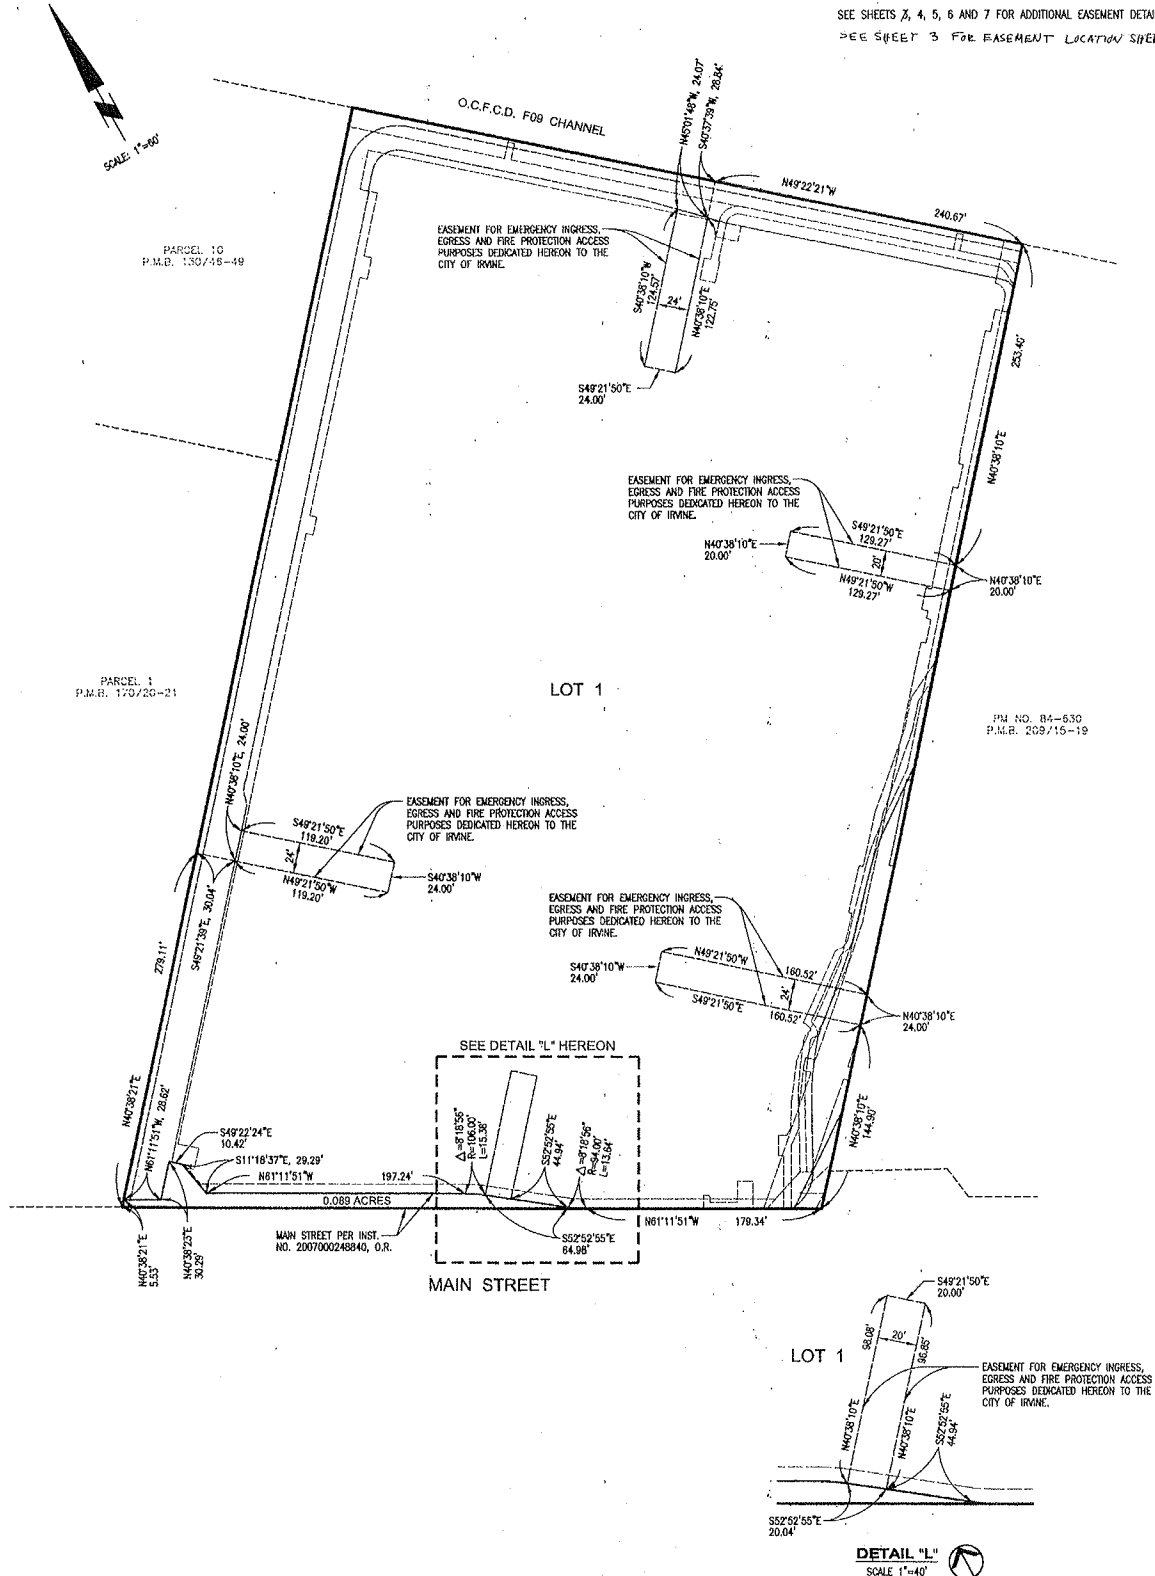 SEE SHEETS 3, 4, 5, 6 AND 7 FOR ADDITIONAL EASEMENT DETAI
SEE SHEET 3 FOR EASEMENT LOCATION SHE
SCALE: 1"=60'
O.C.F.C.D. F09 CHANNEL
N45°01'48"W, 24.07'
S40°37'39"W, 28.84'
N49°22'21"W
240.67'
PARCEL 10
P.M.B. 130/46-49
EASEMENT FOR EMERGENCY INGRESS,
EGRESS AND FIRE PROTECTION ACCESS
PURPOSES DEDICATED HEREON TO THE
CITY OF IRVINE.
S40°38'10"W
124.57'
24'
N40°38'10"E
122.75'
S49°21'50"E
24.00'
253.40'
N40°38'10"E
EASEMENT FOR EMERGENCY INGRESS,
EGRESS AND FIRE PROTECTION ACCESS
PURPOSES DEDICATED HEREON TO THE
CITY OF IRVINE.
S49°21'50"E
129.27'
N40°38'10"E
20.00'
20'
N49°21'50"W
129.27'
N40°38'10"E
20.00'
PARCEL 1
P.M.B. 170/20-21
LOT 1
PM NO. 84-630
P.M.B. 209/15-19
N40°38'10"E, 24.00'
EASEMENT FOR EMERGENCY INGRESS,
EGRESS AND FIRE PROTECTION ACCESS
PURPOSES DEDICATED HEREON TO THE
CITY OF IRVINE.
S49°21'50"E
119.20'
24'
N49°21'50"W
119.20'
S40°38'10"W
24.00'
S49°21'39"E, 30.04'
279.11'
EASEMENT FOR EMERGENCY INGRESS,
EGRESS AND FIRE PROTECTION ACCESS
PURPOSES DEDICATED HEREON TO THE
CITY OF IRVINE.
N49°21'50"W
160.52'
S40°38'10"W
24.00'
24'
S49°21'50"E
160.52'
N40°38'10"E
24.00'
SEE DETAIL "L" HEREON
N40°38'21"E
N61°11'51"W, 28.62'
S49°22'24"E
10.42'
S11°18'37"E, 29.29'
N61°11'51"W
197.24'
Δ=8°18'56"
R=106.00'
L=15.38'
S52°52'55"E
44.94'
Δ=8°18'56"
R=94.00'
L=13.64'
N40°38'10"E
144.90'
0.089 ACRES
N61°11'51"W
179.34'
MAIN STREET PER INST.
NO. 2007000248840, O.R.
S52°52'55"E
64.98'
N40°38'21"E
5.53'
N40°38'23"E
30.29'
MAIN STREET
S49°21'50"E
20.00'
98.08'
20'
96.85'
LOT 1
EASEMENT FOR EMERGENCY INGRESS,
EGRESS AND FIRE PROTECTION ACCESS
PURPOSES DEDICATED HEREON TO THE
CITY OF IRVINE.
N40°38'10"E
N40°38'10"E
S52°52'55"E
44.94'
S52°52'55"E
20.04'
DETAIL "L"
SCALE 1"=40'